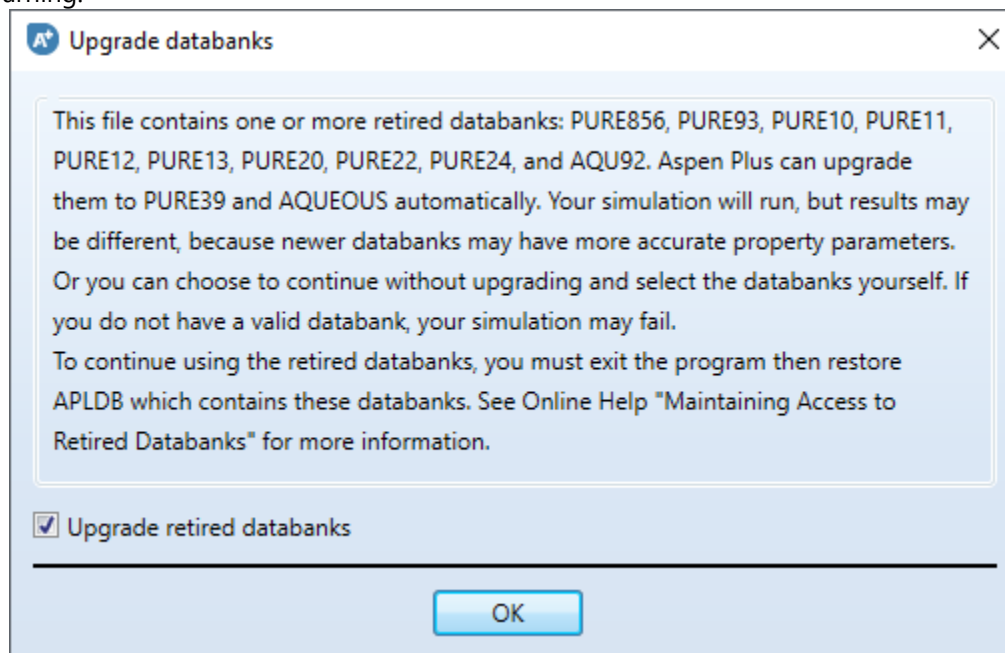 Upgrade databanks
This file contains one or more retired databanks: PURE856, PURE93, PURE10, PURE11,
PURE12, PURE13, PURE20, PURE22, PURE24, and AQU92. Aspen Plus can upgrade
them to PURE39 and AQUEOUS automatically. Your simulation will run, but results may
be different, because newer databanks may have more accurate property parameters.
Or you can choose to continue without upgrading and select the databanks yourself. If
you do not have a valid databank, your simulation may fail.
To continue using the retired databanks, you must exit the program then restore
APLDB which contains these databanks. See Online Help "Maintaining Access to
Retired Databanks" for more information.
Upgrade retired databanks
OK